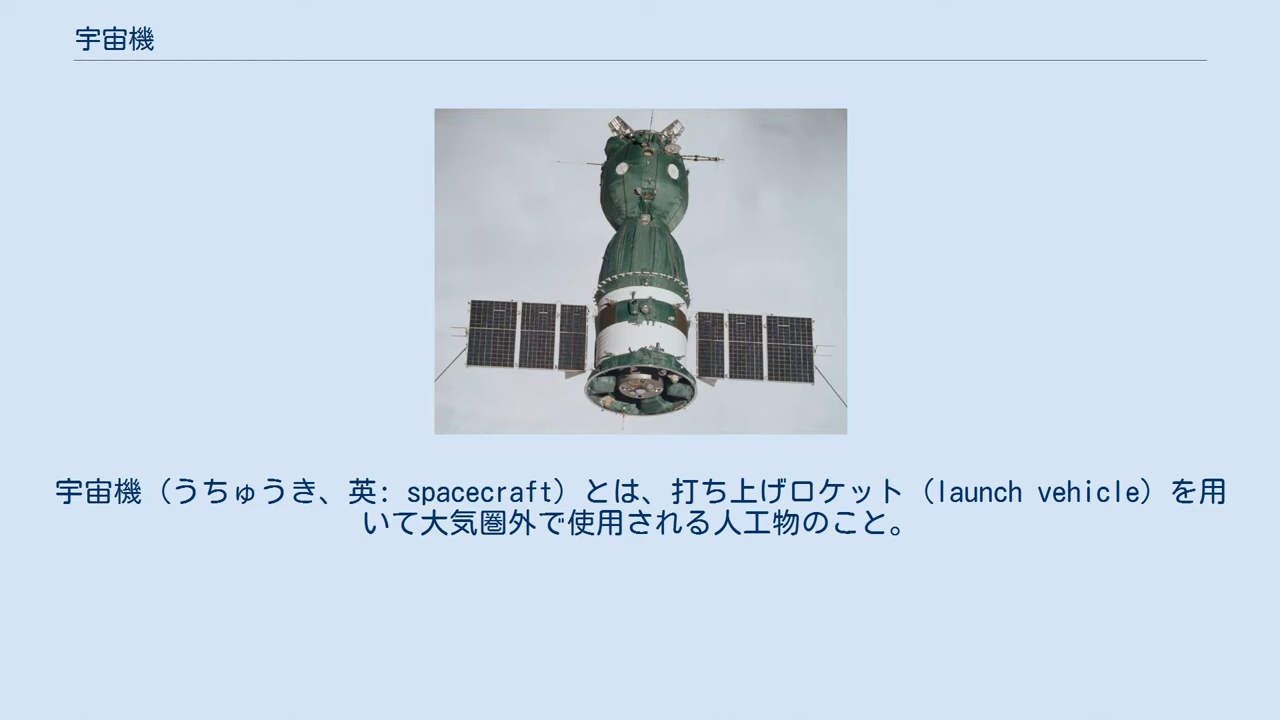 宇宙機
宇宙機（うちゅうき、英: spacecraft）とは、打ち上げロケット（launch vehicle）を用
いて大気圏外で使用される人工物のこと。